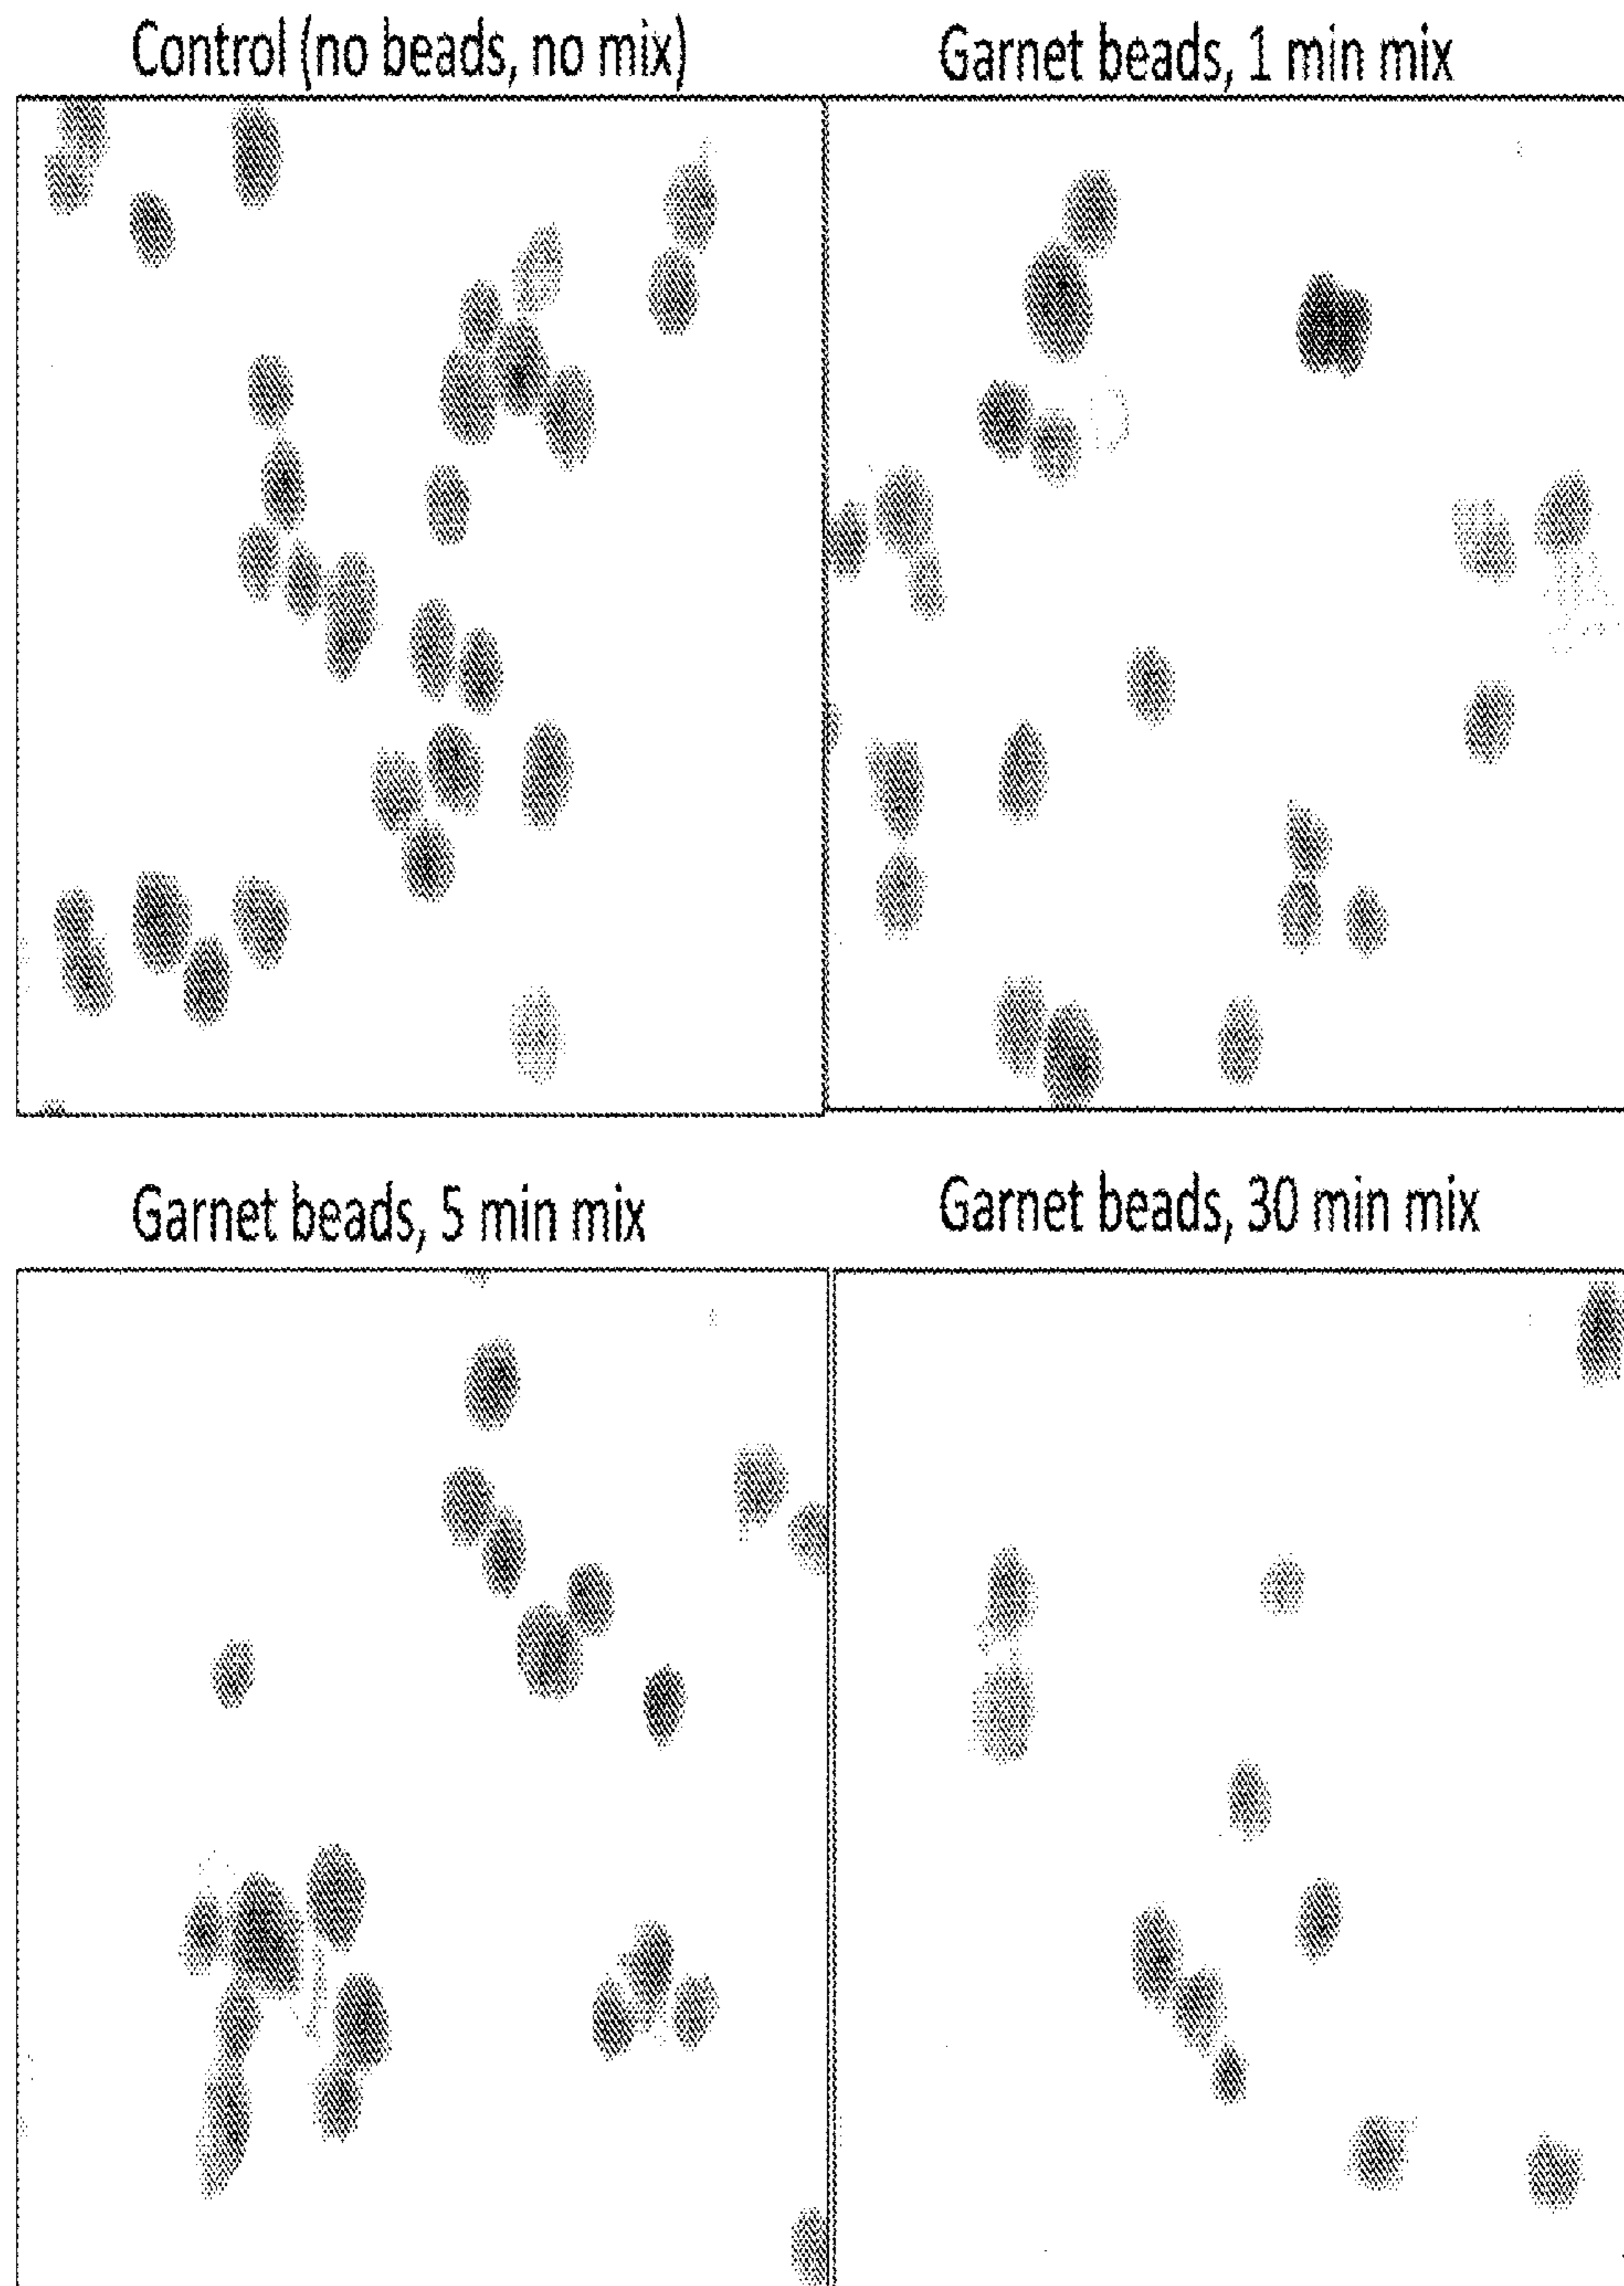 Control (no beads, no mix)
Garnet beads, 1 min mix
Garnet beads, 5 min mix
Garnet beads, 30 min mix